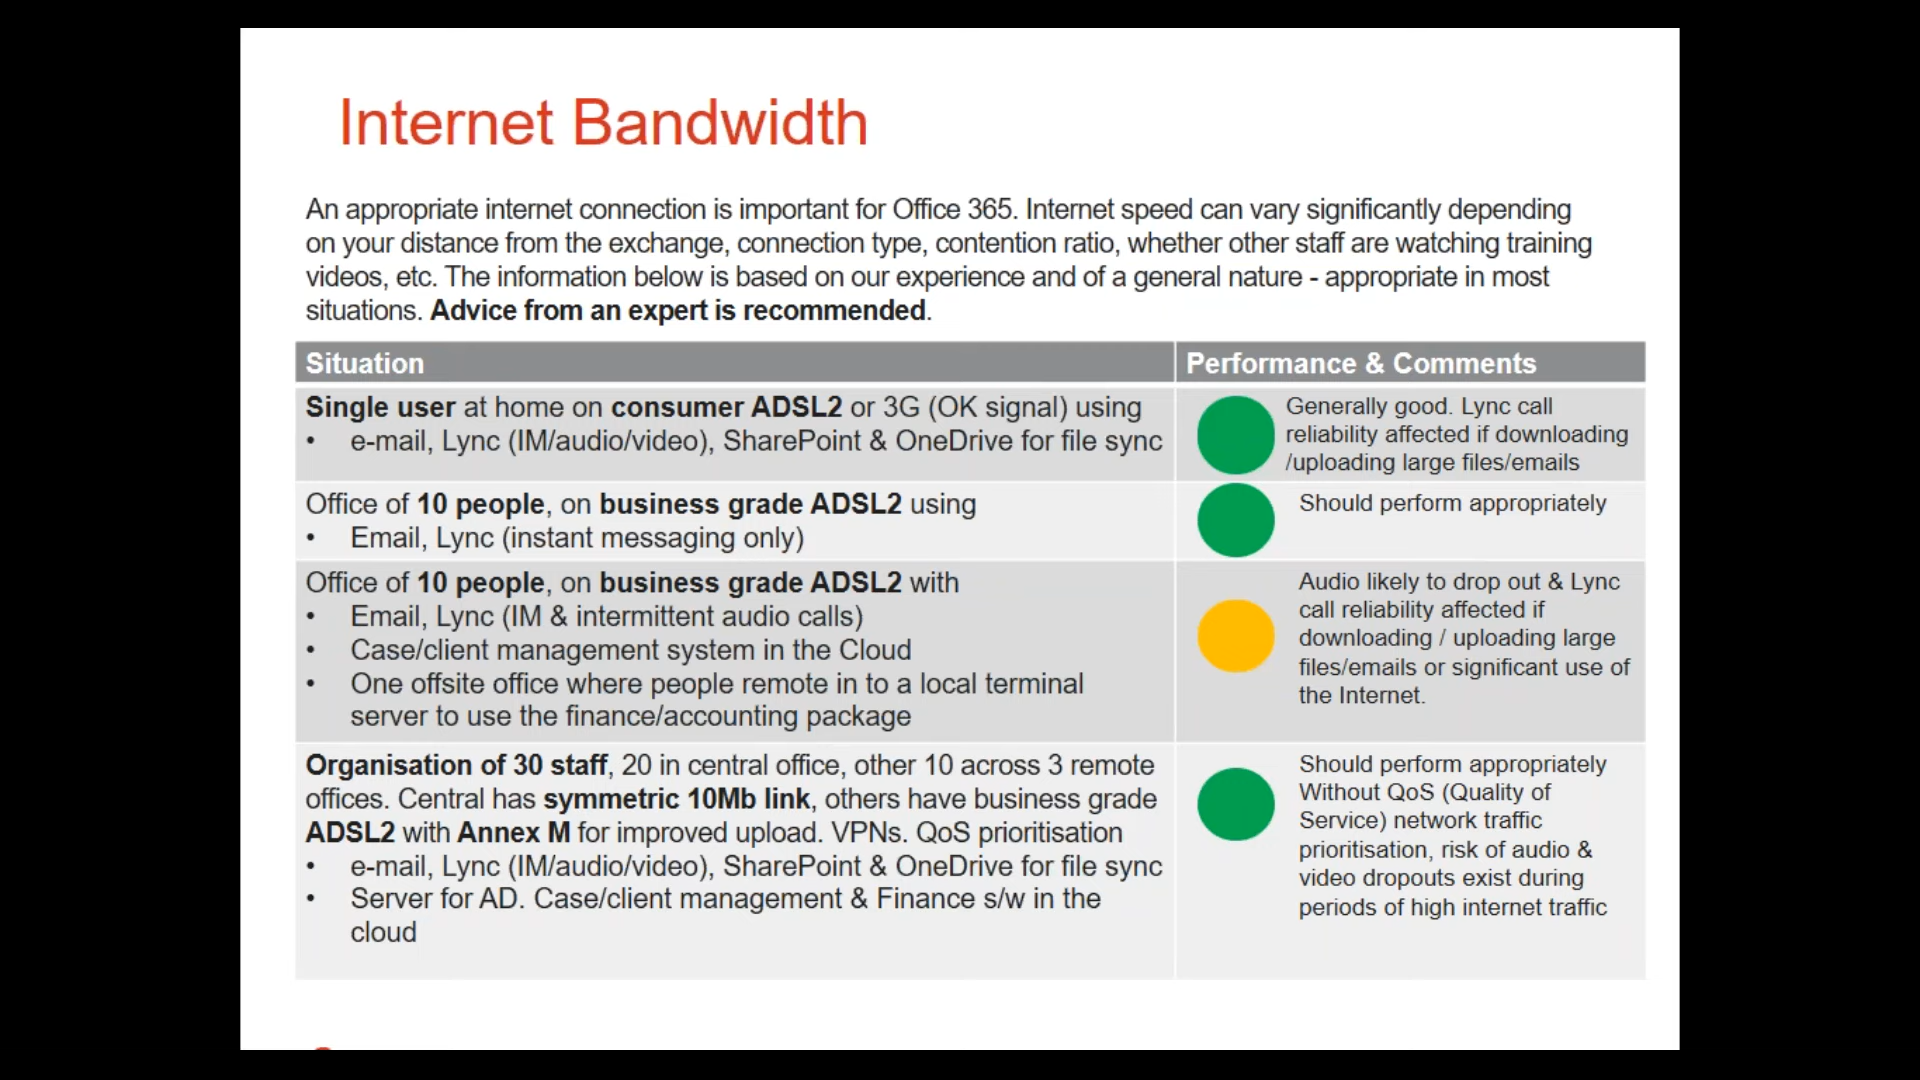 Internet Bandwidth
An appropriate internet connection is important for Office 365. Internet speed can vary significantly depending
on your distance from the exchange, connection type, contention ratio, whether other staff are watching training
videos, etc. The information below is based on our experience and of a general nature - appropriate in most
situations. Advice from an expert is recommended.
Situation
Performance & Comments
Single user at home on consumer ADSL2 or 3G (OK signal) using
• e-mail, Lync (IM/audio/video), SharePoint & OneDrive for file sync
Generally good. Lync call
reliability affected if downloading
/uploading large files/emails
Office of 10 people, on business grade ADSL2 using
• Email, Lync (instant messaging only)
Should perform appropriately
Office of 10 people, on business grade ADSL2 with
• Email, Lync (IM & intermittent audio calls)
• Case/client management system in the Cloud
• One offsite office where people remote in to a local terminal
server to use the finance/accounting package
Audio likely to drop out & Lync
call reliability affected if
downloading / uploading large
files/emails or significant use of
the Internet.
Organisation of 30 staff, 20 in central office, other 10 across 3 remote
offices. Central has symmetric 10Mb link, others have business grade
ADSL2 with Annex M for improved upload. VPNs. QoS prioritisation
• e-mail, Lync (IM/audio/video), SharePoint & OneDrive for file sync
• Server for AD. Case/client management & Finance s/w in the
cloud
Should perform appropriately
Without QoS (Quality of
Service) network traffic
prioritisation, risk of audio &
video dropouts exist during
periods of high internet traffic